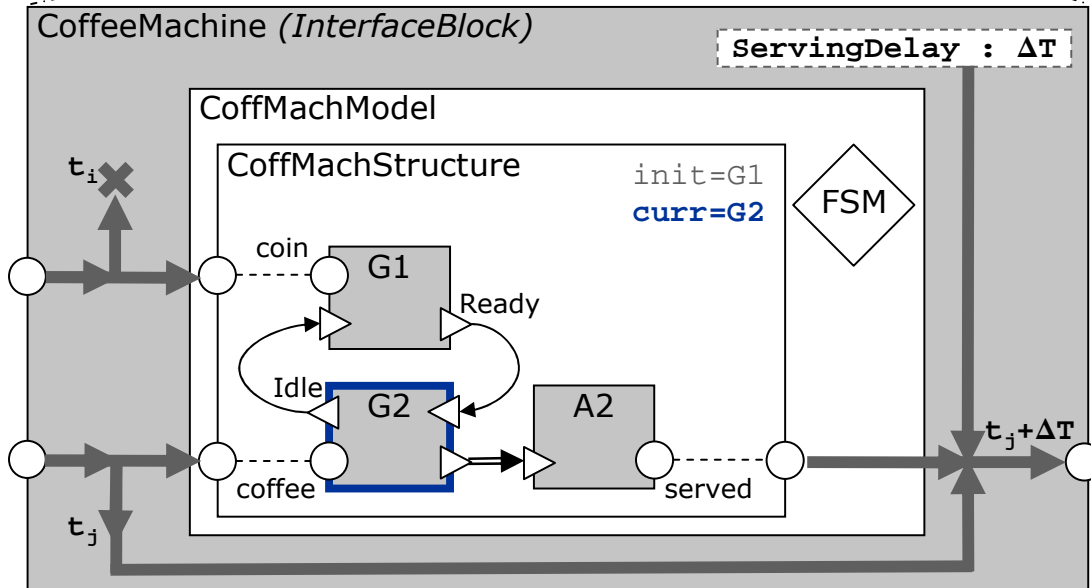 CoffeeMachine (InterfaceBlock)
ServingDelay : ΔT
CoffMachModel
CoffMachStructure
init=G1
curr=G2
FSM
tᵢ
coin
G1
Ready
Idle
G2
A2
tⱼ+ΔT
coffee
served
tⱼ